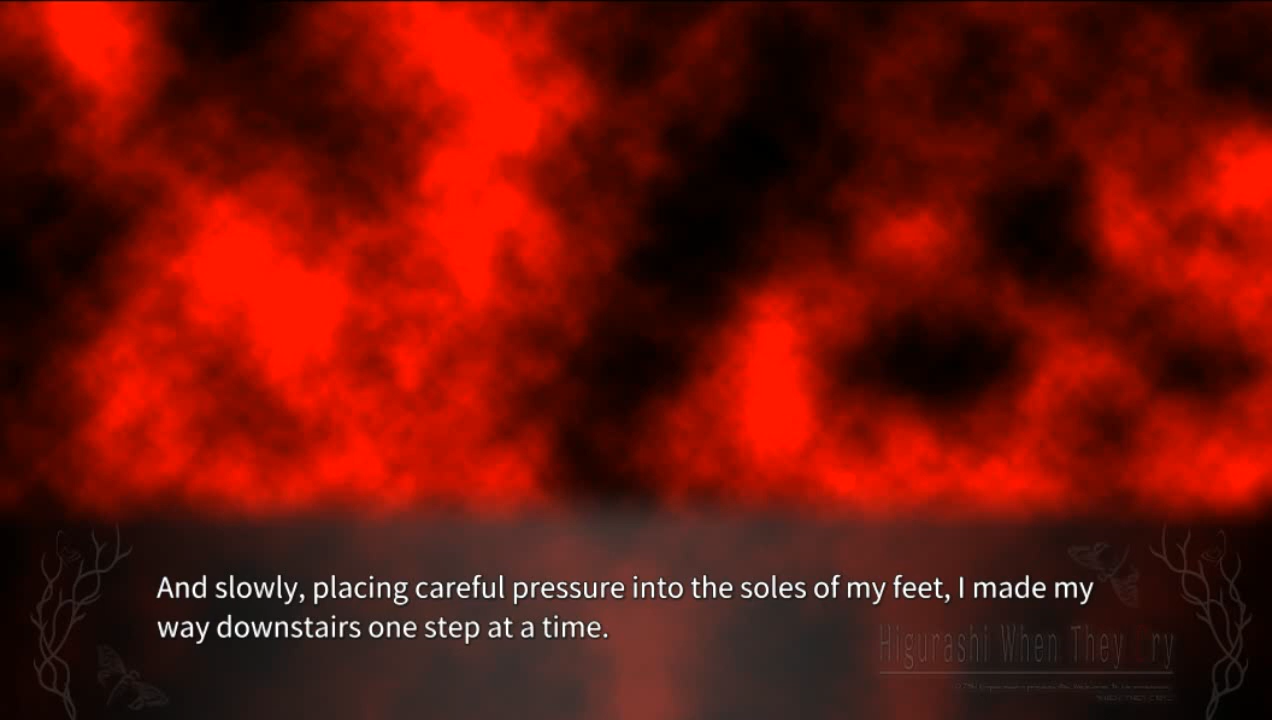 And slowly, placing careful pressure into the soles of my feet, I made my
way downstairs one step at a time.
Higurashi When They Cry